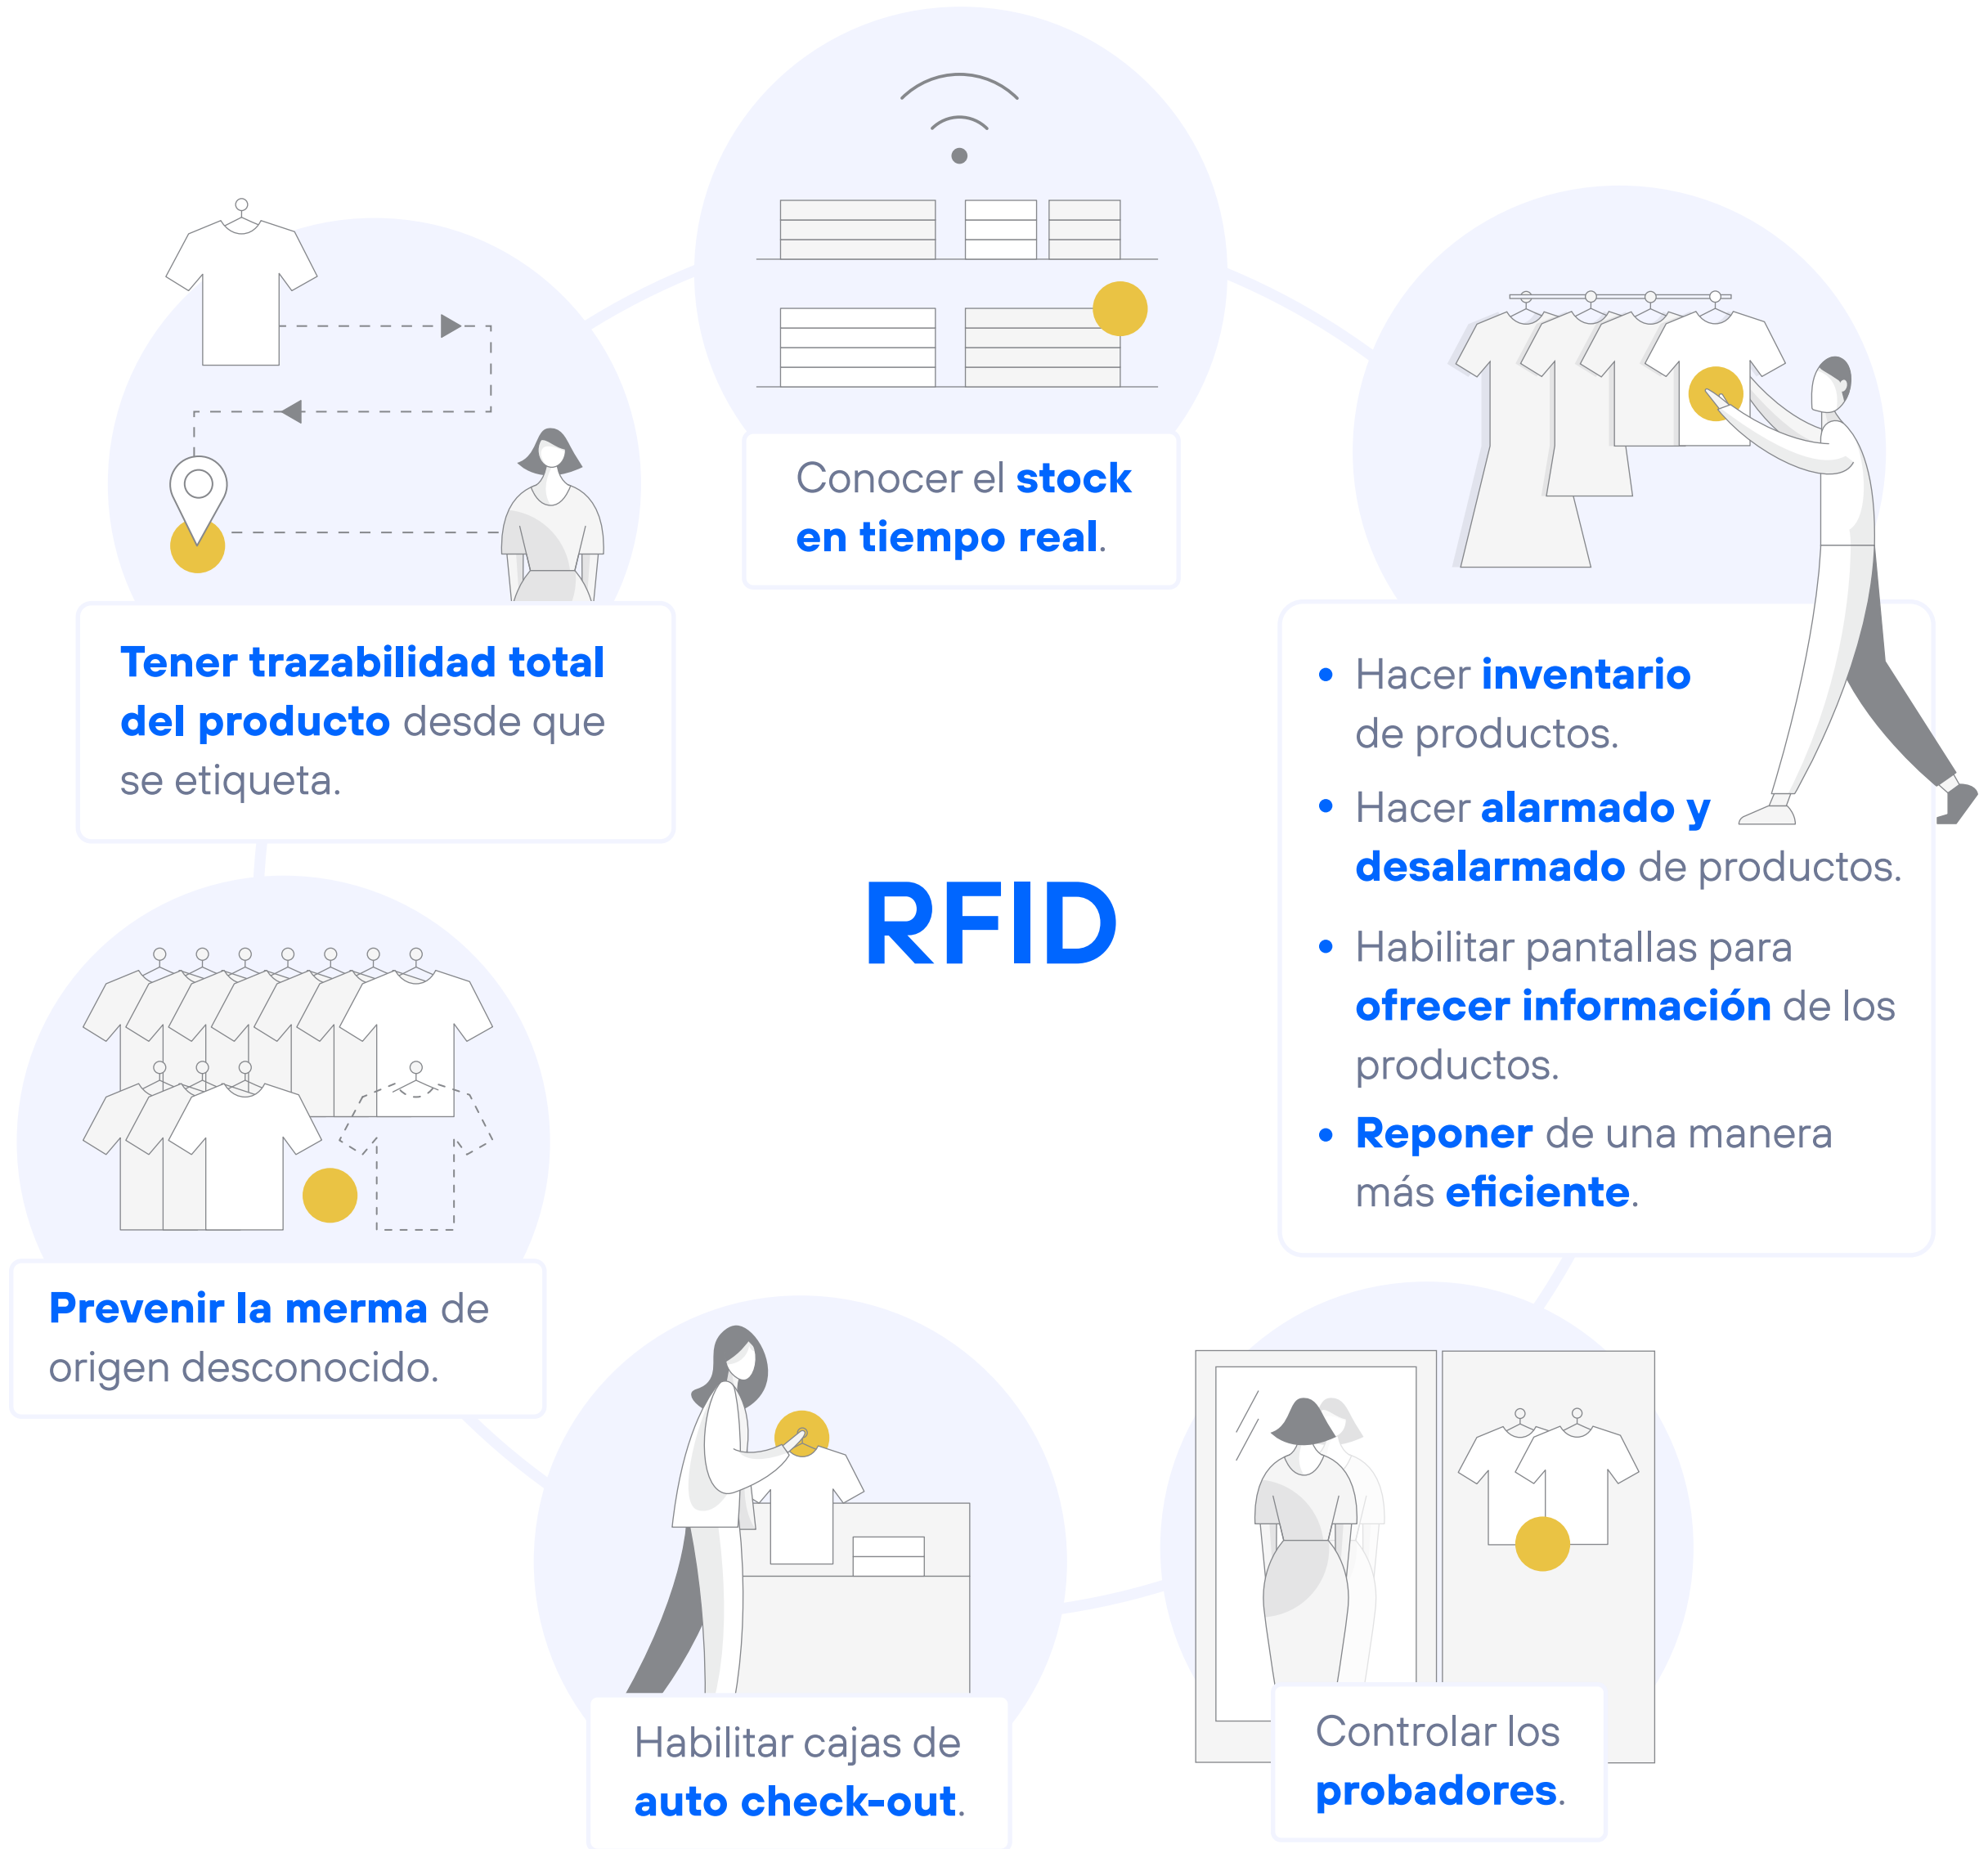 Conocer el stock
en tiempo real.
Tener trazabilidad total
del producto desde que
se etiqueta.
Hacer inventario
de productos.
Hacer alarmado y
desalarmado de productos.
Habilitar pantallas para
ofrecer información de los
productos.
Reponer de una manera
más eficiente.
RFID
Prevenir la merma de
origen desconocido.
Habilitar cajas de
auto check-out.
Controlar los
probadores.